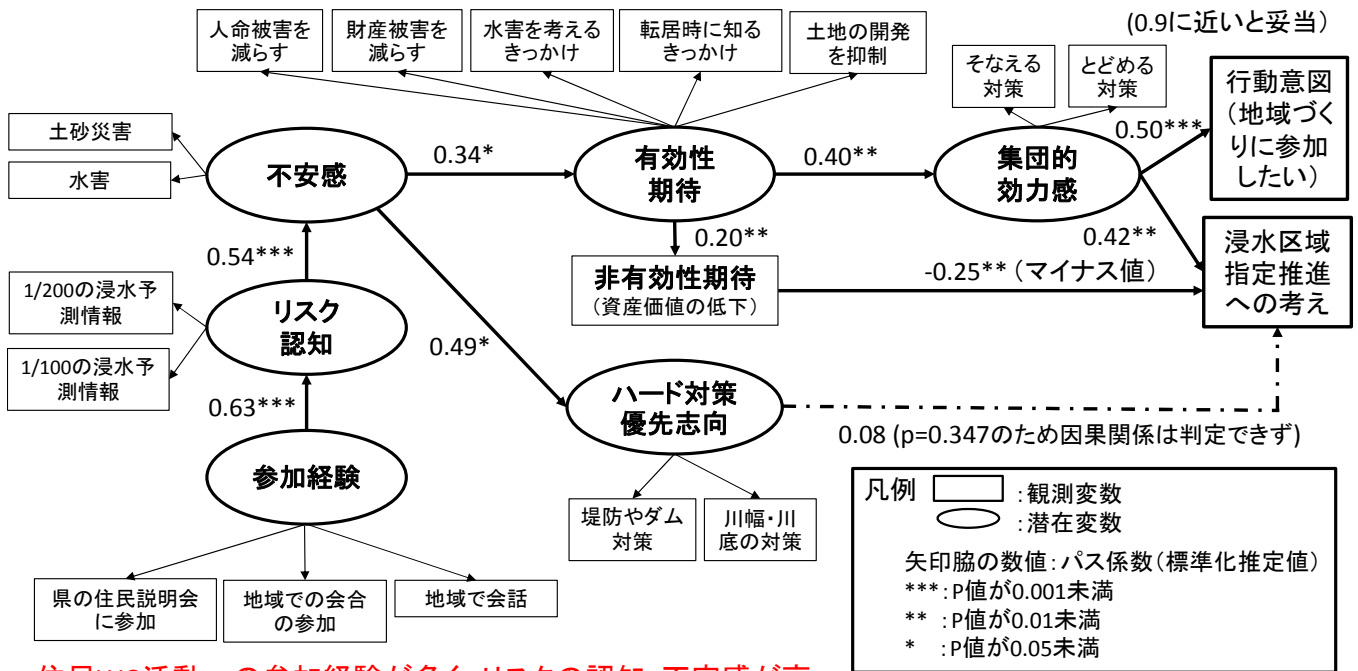 (0.9に近いと妥当)
人命被害を
減らす
財産被害を
減らす
水害を考える
きっかけ
転居時に知る
きっかけ
土地の開発
を抑制
そなえる
対策
とどめる
対策
行動意図
(地域づく
りに参加
したい)
土砂災害
水害
不安感
0.34*
有効性
期待
0.40**
集団的
効力感
0.50***
0.42**
0.54***
0.20**
非有効性期待
(資産価値の低下)
-0.25** (マイナス値)
浸水区域
指定推進
への考え
1/200の浸水予
測情報
1/100の浸水予
測情報
リスク
認知
0.49*
ハード対策
優先志向
0.08 (p=0.347のため因果関係は判定できず)
0.63***
参加経験
堤防やダム
対策
川幅・川
底の対策
県の住民説明会
に参加
地域での会合
の参加
地域で会話
凡例
:観測変数
:潜在変数
矢印脇の数値:パス係数(標準化推定値)
***:P値が0.001未満
** :P値が0.01未満
* :P値が0.05未満